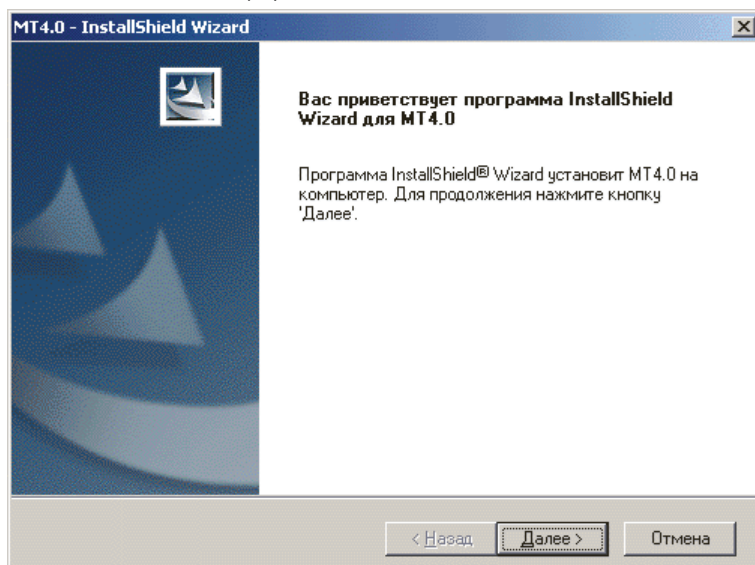 MT4.0 - InstallShield Wizard
Вас приветствует программа InstallShield
Wizard для MT4.0
Программа InstallShield® Wizard установит MT4.0 на
компьютер. Для продолжения нажмите кнопку
'Далее'.
< Назад
Далее >
Отмена